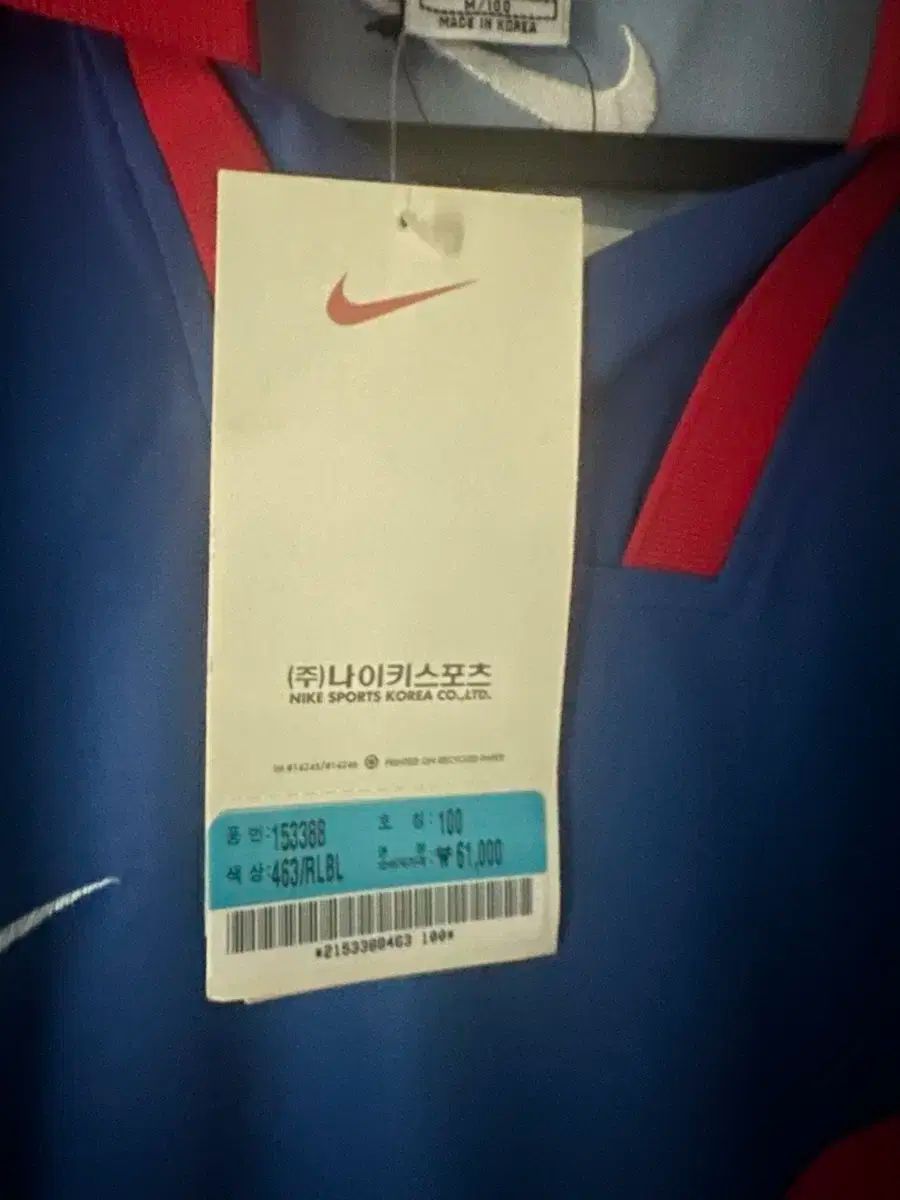 M/100
MADE IN KOREA
(주)나이키스포츠
NIKE SPORTS KOREA CO.,LTD.
PRINTED ON RECYCLED PAPER
품 번:153388
호 칭:100
색 상:463/RLBL
₩61,000
*2153388463 100*